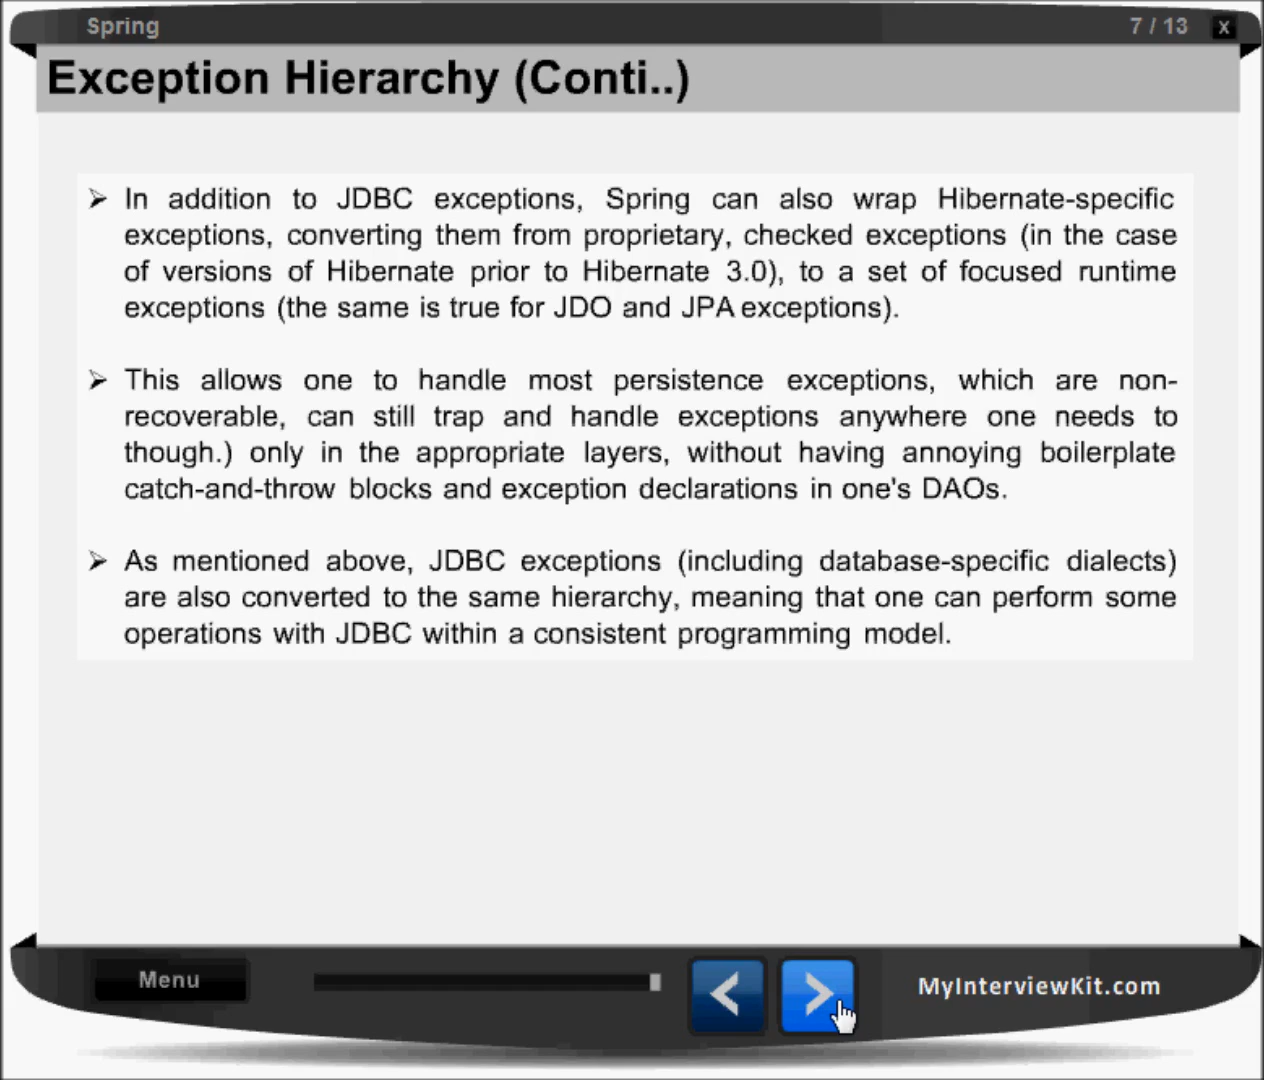 Spring
7 / 13
X
Exception Hierarchy (Conti..)
➢ In addition to JDBC exceptions, Spring can also wrap Hibernate-specific
exceptions, converting them from proprietary, checked exceptions (in the case
of versions of Hibernate prior to Hibernate 3.0), to a set of focused runtime
exceptions (the same is true for JDO and JPA exceptions).
➢ This allows one to handle most persistence exceptions, which are non-
recoverable, can still trap and handle exceptions anywhere one needs to
though.) only in the appropriate layers, without having annoying boilerplate
catch-and-throw blocks and exception declarations in one's DAOs.
➢ As mentioned above, JDBC exceptions (including database-specific dialects)
are also converted to the same hierarchy, meaning that one can perform some
operations with JDBC within a consistent programming model.
Menu
MyInterviewKit.com